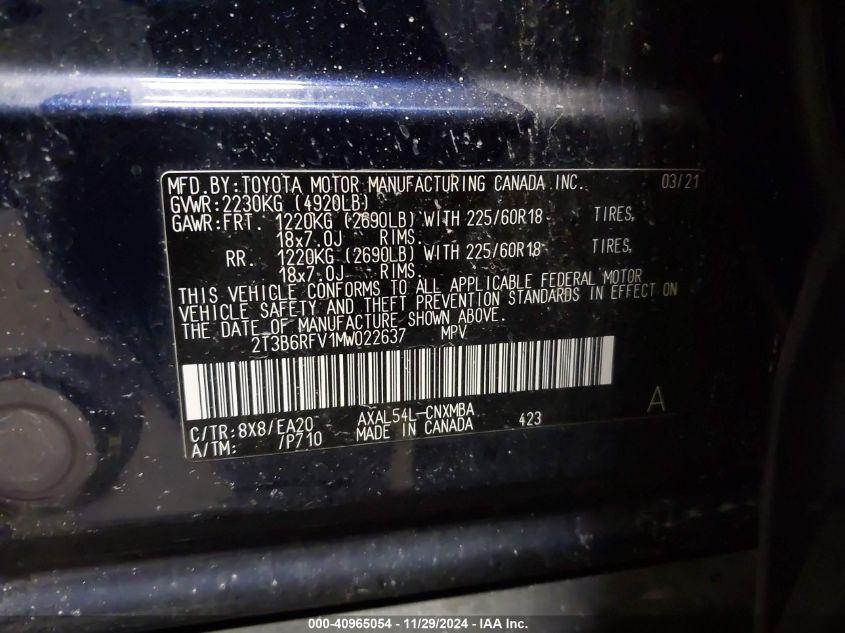 MFD.BY:TOYOTA MOTOR MANUFACTURING CANADA INC. 03/21
GVWR:2230KG (4920LB)
GAWR:FRT. 1220KG (2690LB) WITH 225/60R18 TIRES,
18x7.0J RIMS.
RR. 1220KG (2690LB) WITH 225/60R18 TIRES,
18x7.0J RIMS.
THIS VEHICLE CONFORMS TO ALL APPLICABLE FEDERAL MOTOR
VEHICLE SAFETY AND THEFT PREVENTION STANDARDS IN EFFECT ON
THE DATE OF MANUFACTURE SHOWN ABOVE.
2T3B6RFV1MW022637 MPV
C/TR:8X8/EA20 AXAL54L-CNXMBA 423 A
A/TM: /P710 MADE IN CANADA
000-40965054 - 11/29/2024 - IAA Inc.